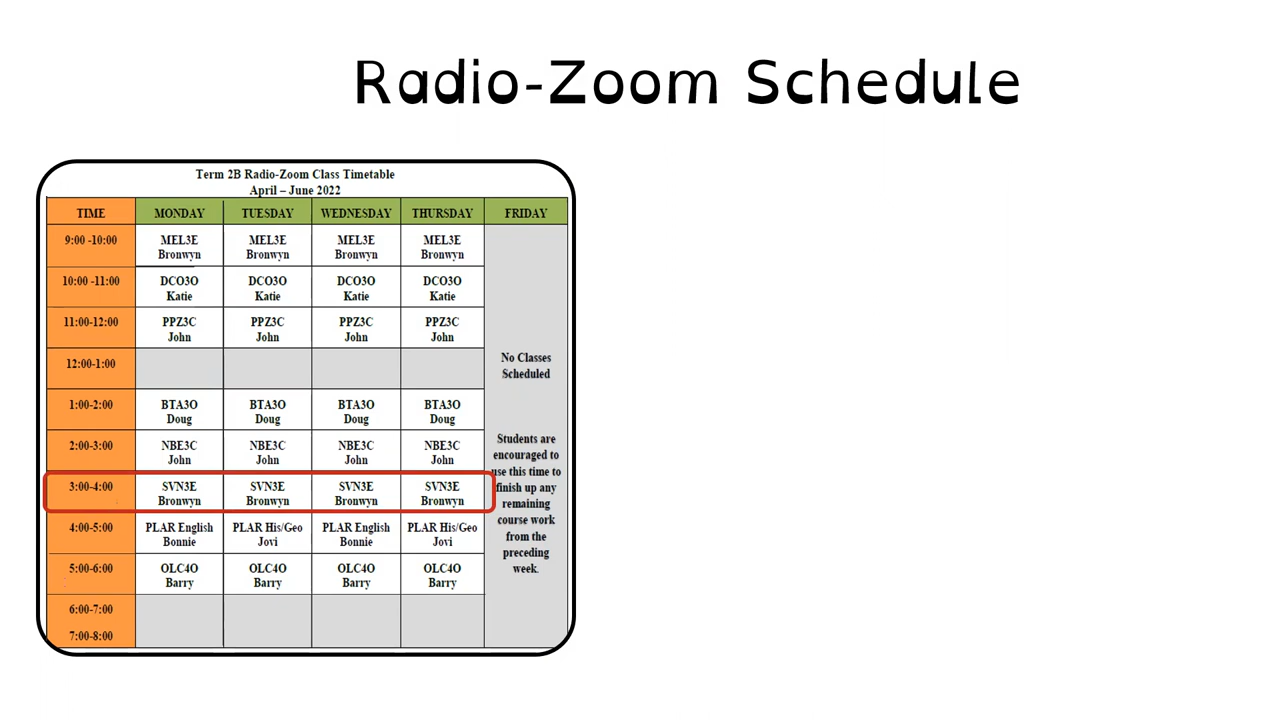 Radio-Zoom Schedule
Term 2B Radio-Zoom Class Timetable
April – June 2022
TIME MONDAY TUESDAY WEDNESDAY THURSDAY FRIDAY
9:00 -10:00 MEL3E MEL3E MEL3E MEL3E
Bronwyn Bronwyn Bronwyn Bronwyn
10:00 -11:00 DCO3O DCO3O DCO3O DCO3O
Katie Katie Katie Katie
11:00-12:00 PPZ3C PPZ3C PPZ3C PPZ3C
John John John John
12:00-1:00
No Classes
Scheduled
1:00-2:00 BTA3O BTA3O BTA3O BTA3O
Doug Doug Doug Doug
2:00-3:00 NBE3C NBE3C NBE3C NBE3C
John John John John
3:00-4:00 SVN3E SVN3E SVN3E SVN3E
Bronwyn Bronwyn Bronwyn Bronwyn
4:00-5:00 PLAR English PLAR His/Geo PLAR English PLAR His/Geo
Bonnie Jovi Bonnie Jovi
5:00-6:00 OLC4O OLC4O OLC4O OLC4O
Barry Barry Barry Barry
6:00-7:00
7:00-8:00
Students are
encouraged to
use this time to
finish up any
remaining
course work
from the
preceding
week.